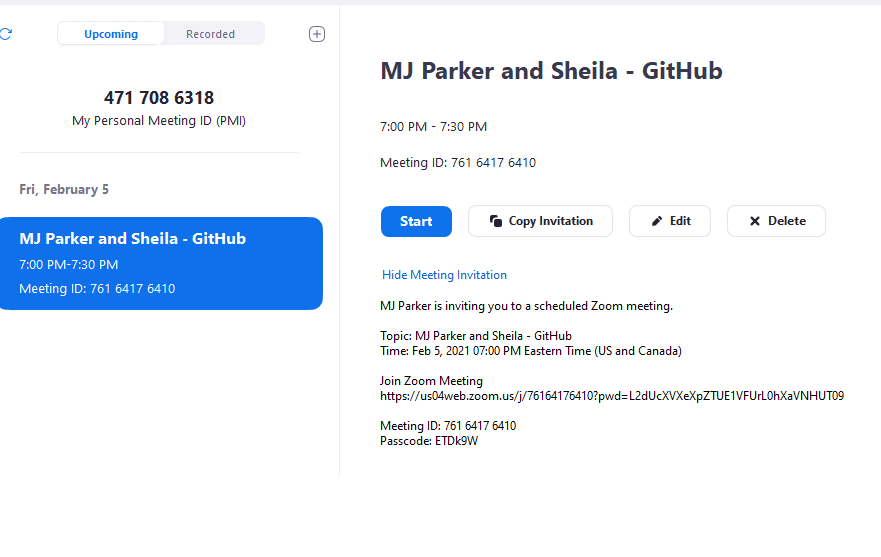 Upcoming
Recorded
471 708 6318
My Personal Meeting ID (PMI)
Fri, February 5
MJ Parker and Sheila - GitHub
7:00 PM-7:30 PM
Meeting ID: 761 6417 6410
MJ Parker and Sheila - GitHub
7:00 PM - 7:30 PM
Meeting ID: 761 6417 6410
Start
Copy Invitation
Edit
Delete
Hide Meeting Invitation
MJ Parker is inviting you to a scheduled Zoom meeting.
Topic: MJ Parker and Sheila - GitHub
Time: Feb 5, 2021 07:00 PM Eastern Time (US and Canada)
Join Zoom Meeting
https://us04web.zoom.us/j/76164176410?pwd=L2dUcXVXeXpZTUE1VFUrL0hXaVNHUT09
Meeting ID: 761 6417 6410
Passcode: ETDk9W